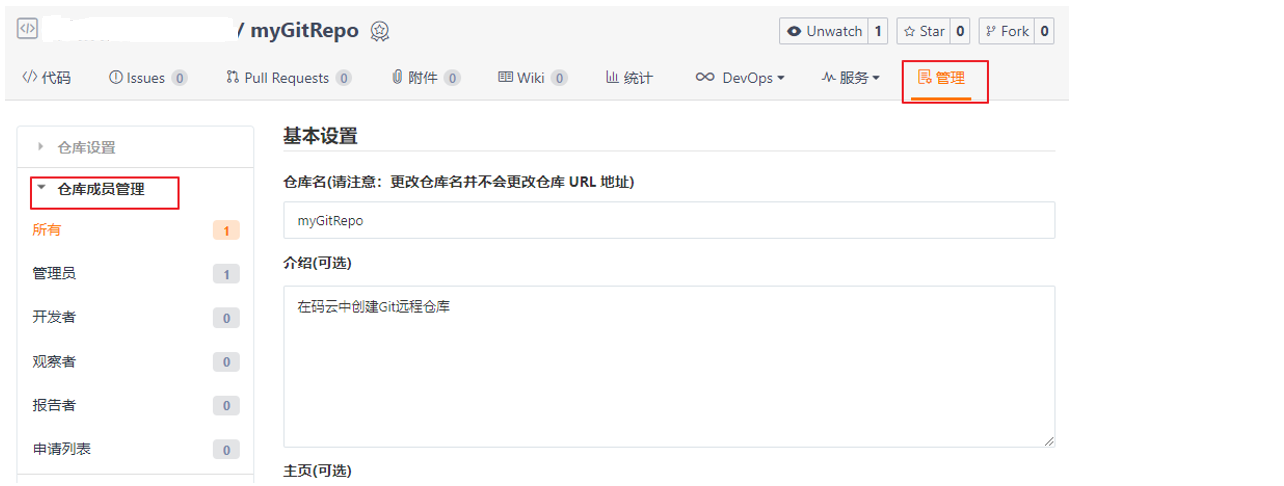 / myGitRepo
Unwatch 1 Star 0 Fork 0
代码 Issues 0 Pull Requests 0 附件 0 Wiki 0 统计 DevOps 服务 管理
仓库设置
仓库成员管理
所有 1
管理员 1
开发者 0
观察者 0
报告者 0
申请列表 0
基本设置
仓库名(请注意：更改仓库名并不会更改仓库 URL 地址)
myGitRepo
介绍(可选)
在码云中创建Git远程仓库
主页(可选)